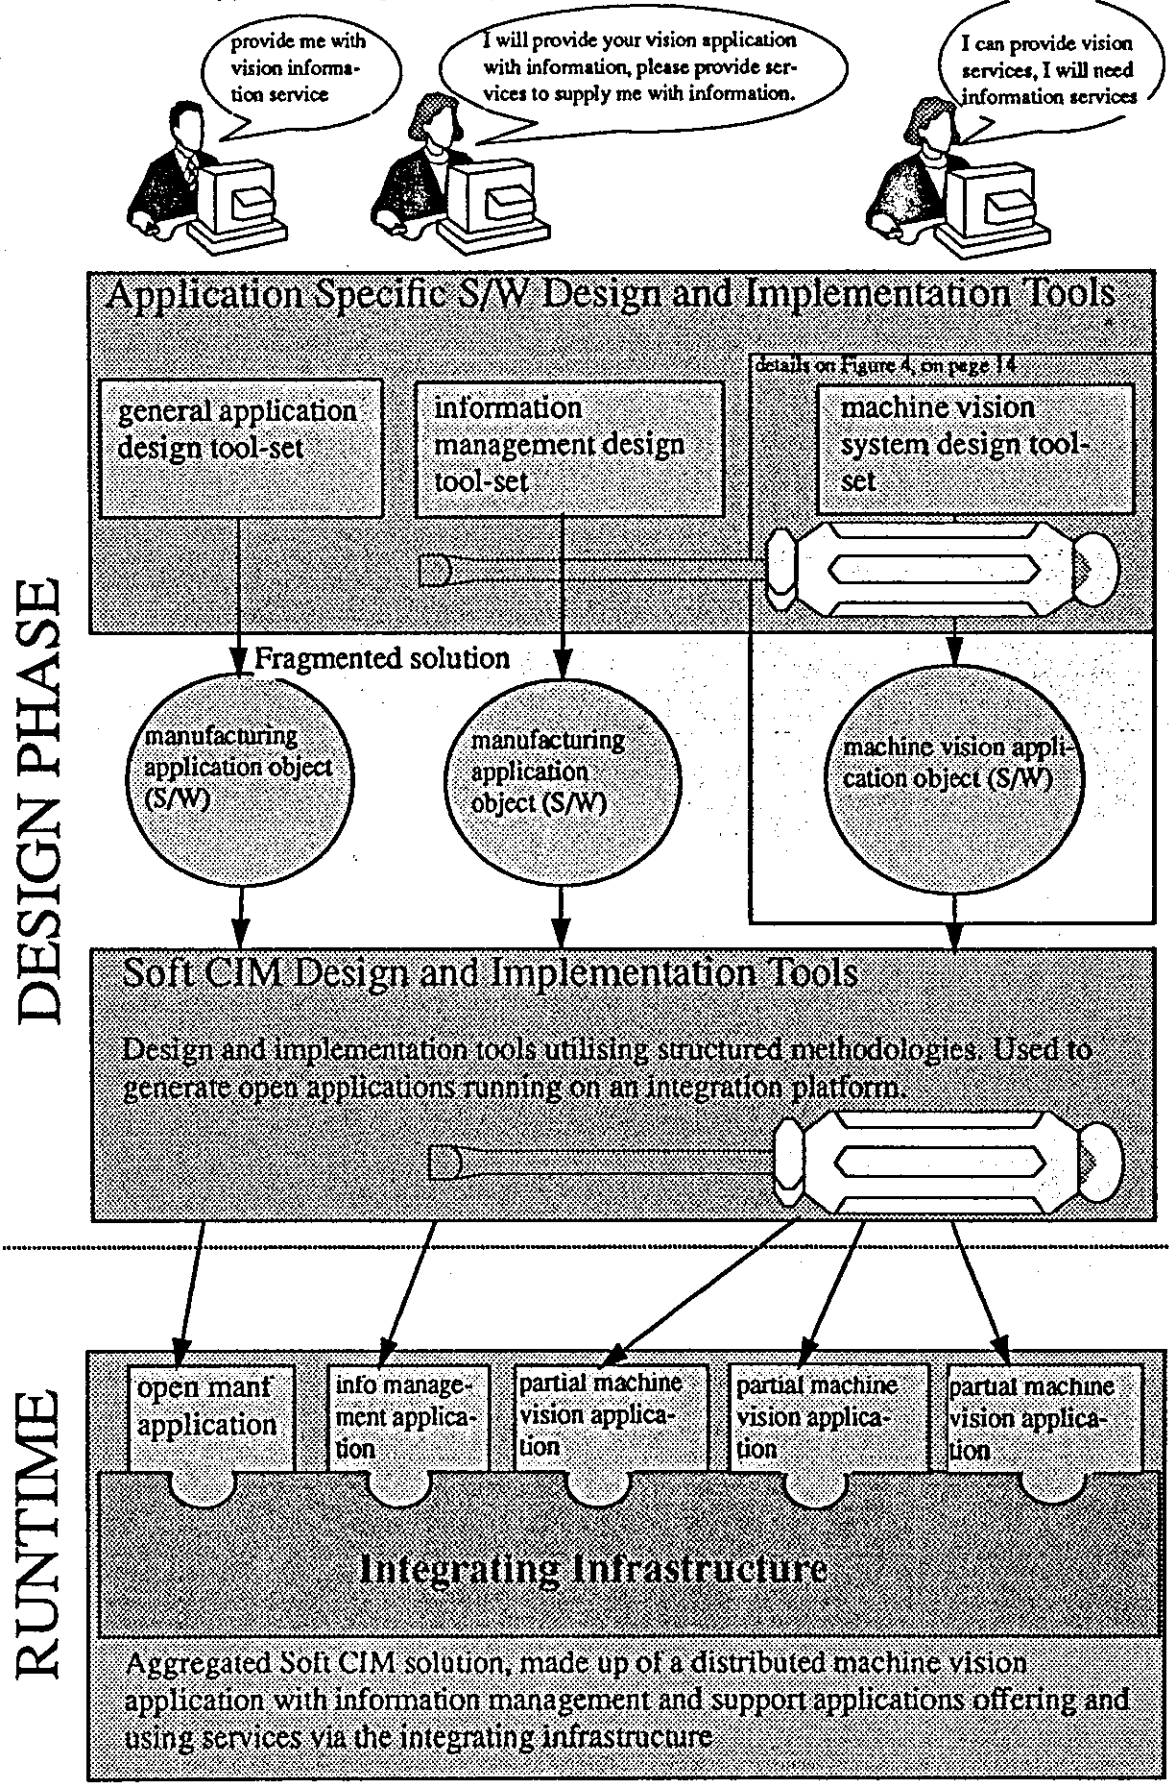 provide me with
vision informa-
tion service
I will provide your vision application
with information, please provide ser-
vices to supply me with information.
I can provide vision
services, I will need
information services
Application Specific S/W Design and Implementation Tools
details on Figure 4, on page 14
general application
design tool-set
information
management design
tool-set
machine vision
system design tool-
set
DESIGN PHASE
Fragmented solution
manufacturing
application object
(S/W)
manufacturing
application
object (S/W)
machine vision appli-
cation object (S/W)
Soft CIM Design and Implementation Tools
Design and implementation tools utilising structured methodologies. Used to
generate open applications running on an integration platform.
RUNTIME
open manf
application
info manage-
ment applica-
tion
partial machine
vision applica-
tion
partial machine
vision applica-
tion
partial machine
vision applica-
tion
Integrating Infrastructure
Aggregated Soft CIM solution, made up of a distributed machine vision
application with information management and support applications offering and
using services via the integrating infrastructure